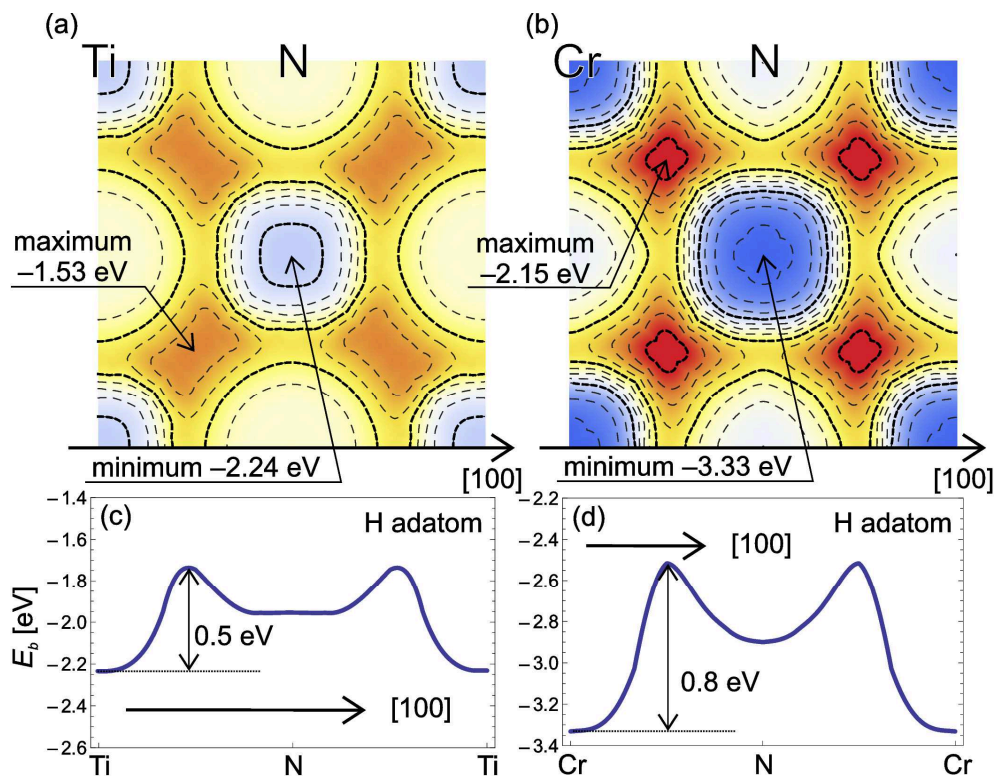 (a)
Ti N
maximum
−1.53 eV
minimum −2.24 eV
[100]
(b)
Cr N
maximum
−2.15 eV
minimum −3.33 eV
[100]
(c)
H adatom
−1.4
−1.6
−1.8
−2.0
−2.2
−2.4
−2.6
E_b [eV]
0.5 eV
[100]
Ti N Ti
(d)
H adatom
−2.2
−2.4
−2.6
−2.8
−3.0
−3.2
−3.4
[100]
0.8 eV
Cr N Cr